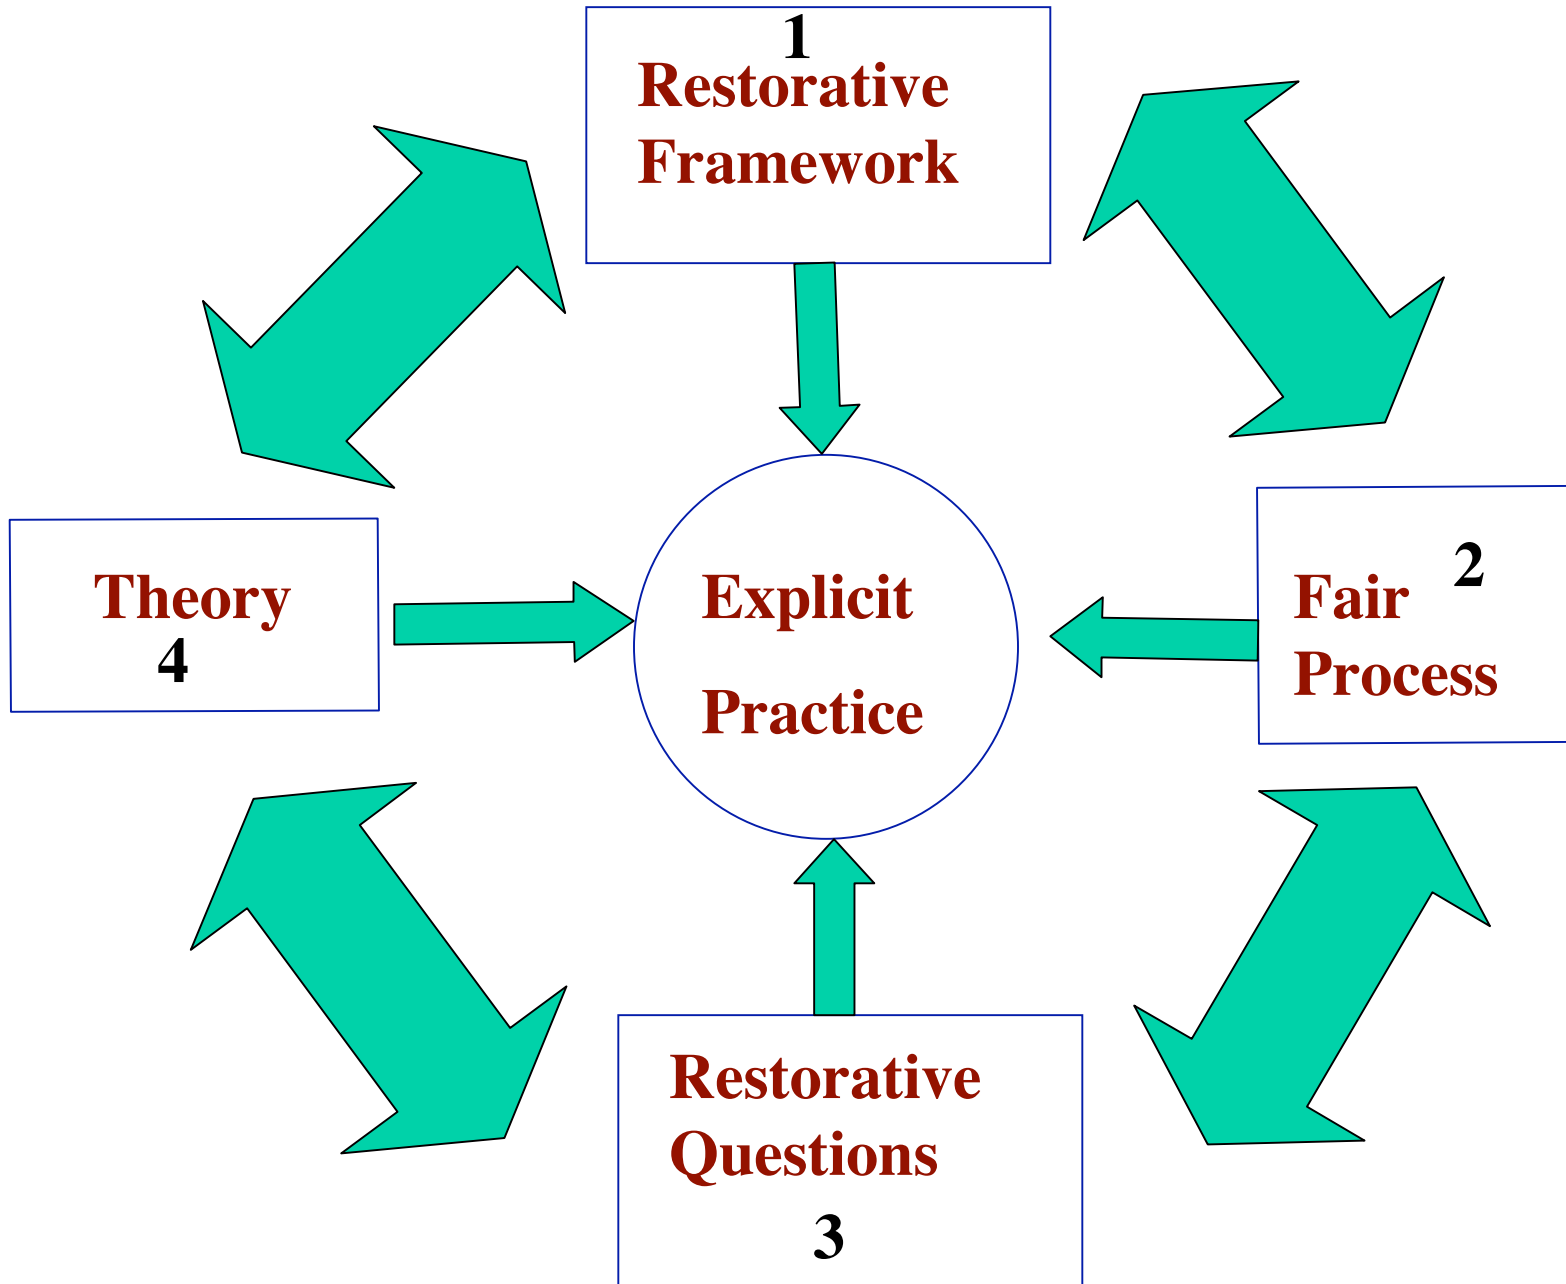 1
Restorative
Framework
2
Fair
Process
Restorative
Questions
3
Theory
4
Explicit
Practice